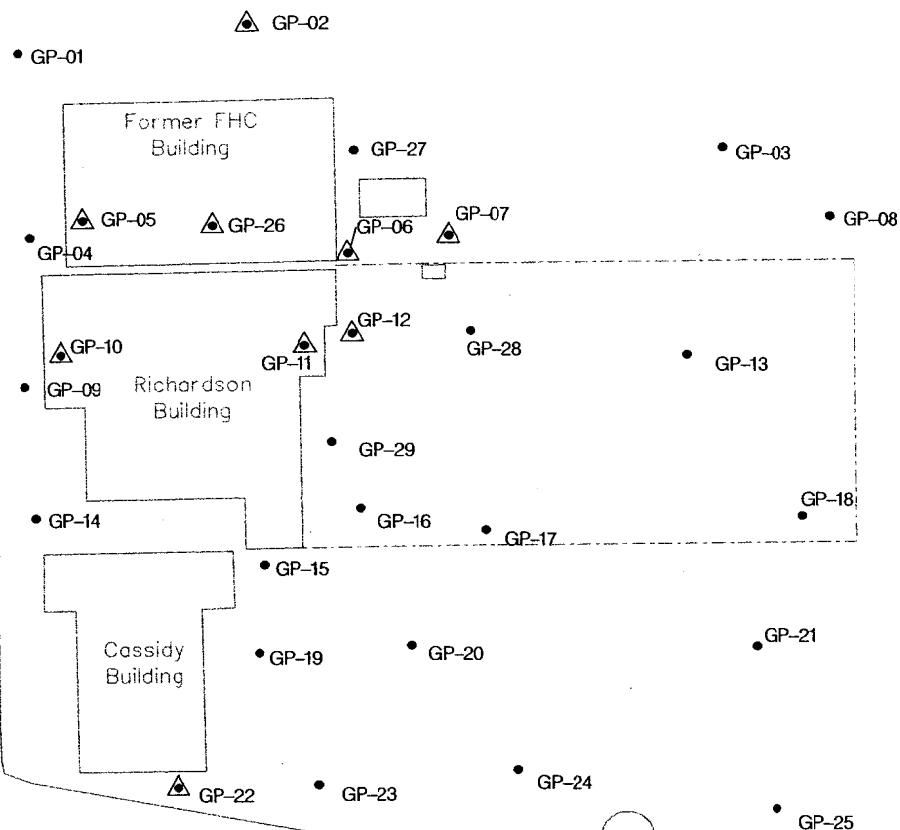 GP-02
GP-01
Former FHC
Building
GP-27
GP-03
GP-05
GP-26
GP-07
GP-06
GP-08
GP-04
GP-12
GP-10
GP-11
GP-28
GP-13
GP-09
Richardson
Building
GP-29
GP-18
GP-14
GP-16
GP-17
GP-15
Cassidy
Building
GP-19
GP-20
GP-21
GP-22
GP-23
GP-24
GP-25